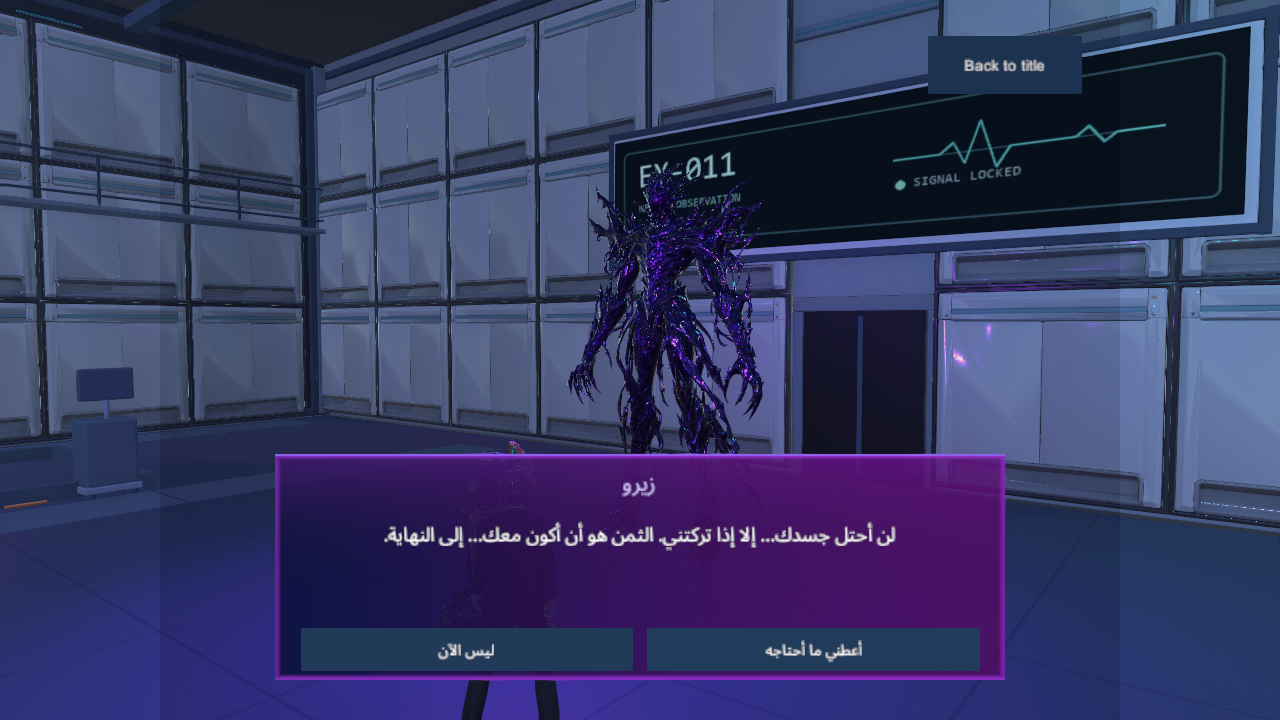 Back to title
EX-011
OBSERVATION
SIGNAL LOCKED
زيرو
لن أحتل جسدك... إلا إذا تركتني. الثمن هو أن أكون معك... إلى النهاية.
أعطني ما أحتاجه
ليس الآن